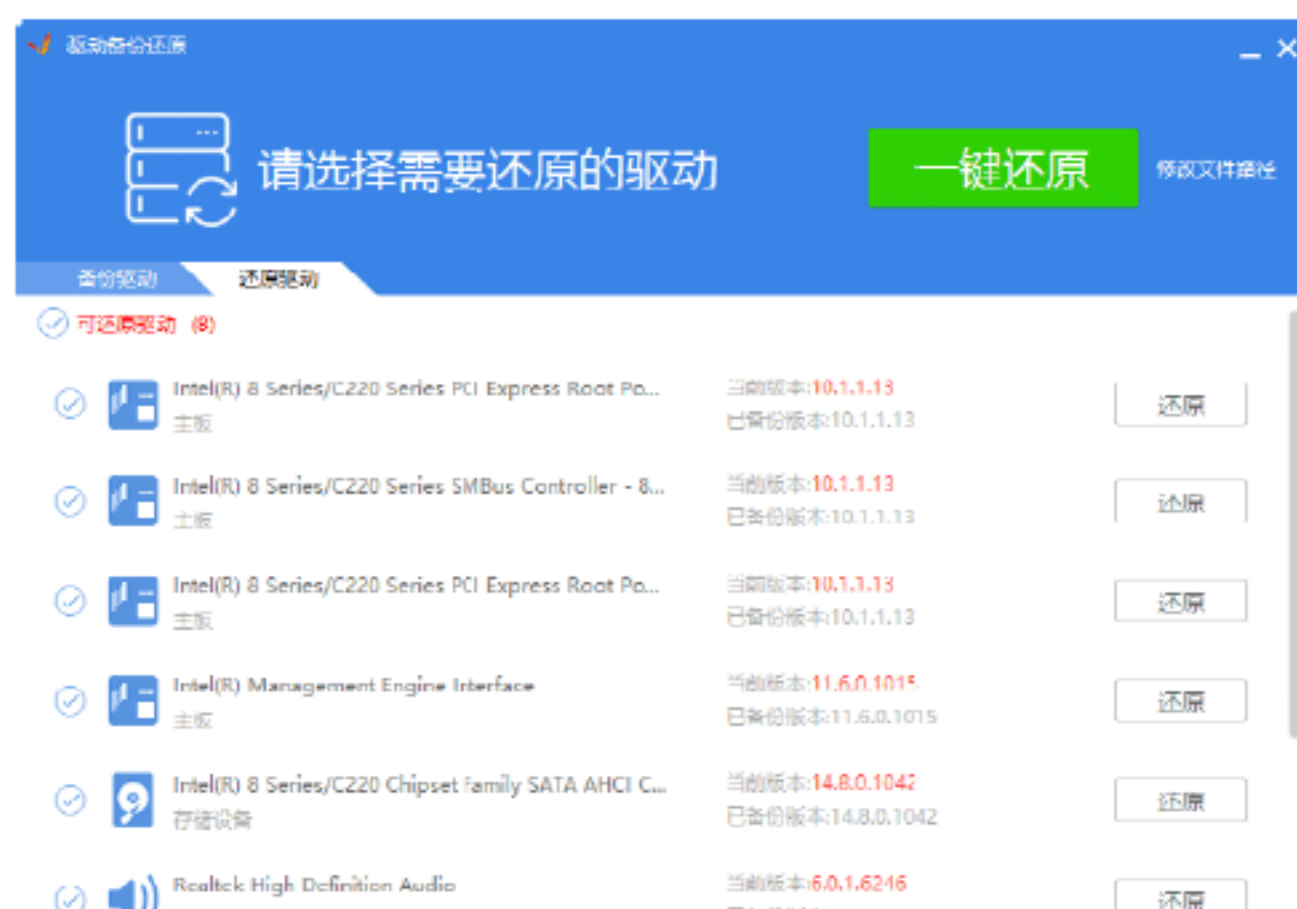 驱动备份还原
请选择需要还原的驱动
一键还原
修改文件路径
备份驱动
还原驱动
可还原驱动 (8)
Intel(R) 8 Series/C220 Series PCI Express Root Po...
当前版本:10.1.1.13
还原
主板
已备份版本:10.1.1.13
Intel(R) 8 Series/C220 Series SMBus Controller - 8...
当前版本:10.1.1.13
还原
主板
已备份版本:10.1.1.13
Intel(R) 8 Series/C220 Series PCI Express Root Po...
当前版本:10.1.1.13
还原
主板
已备份版本:10.1.1.13
Intel(R) Management Engine Interface
当前版本:11.6.0.1015
还原
主板
已备份版本:11.6.0.1015
Intel(R) 8 Series/C220 Chipset Family SATA AHCI C...
当前版本:14.8.0.1042
还原
存储设备
已备份版本:14.8.0.1042
Realtek High Definition Audio
当前版本:6.0.1.6246
还原